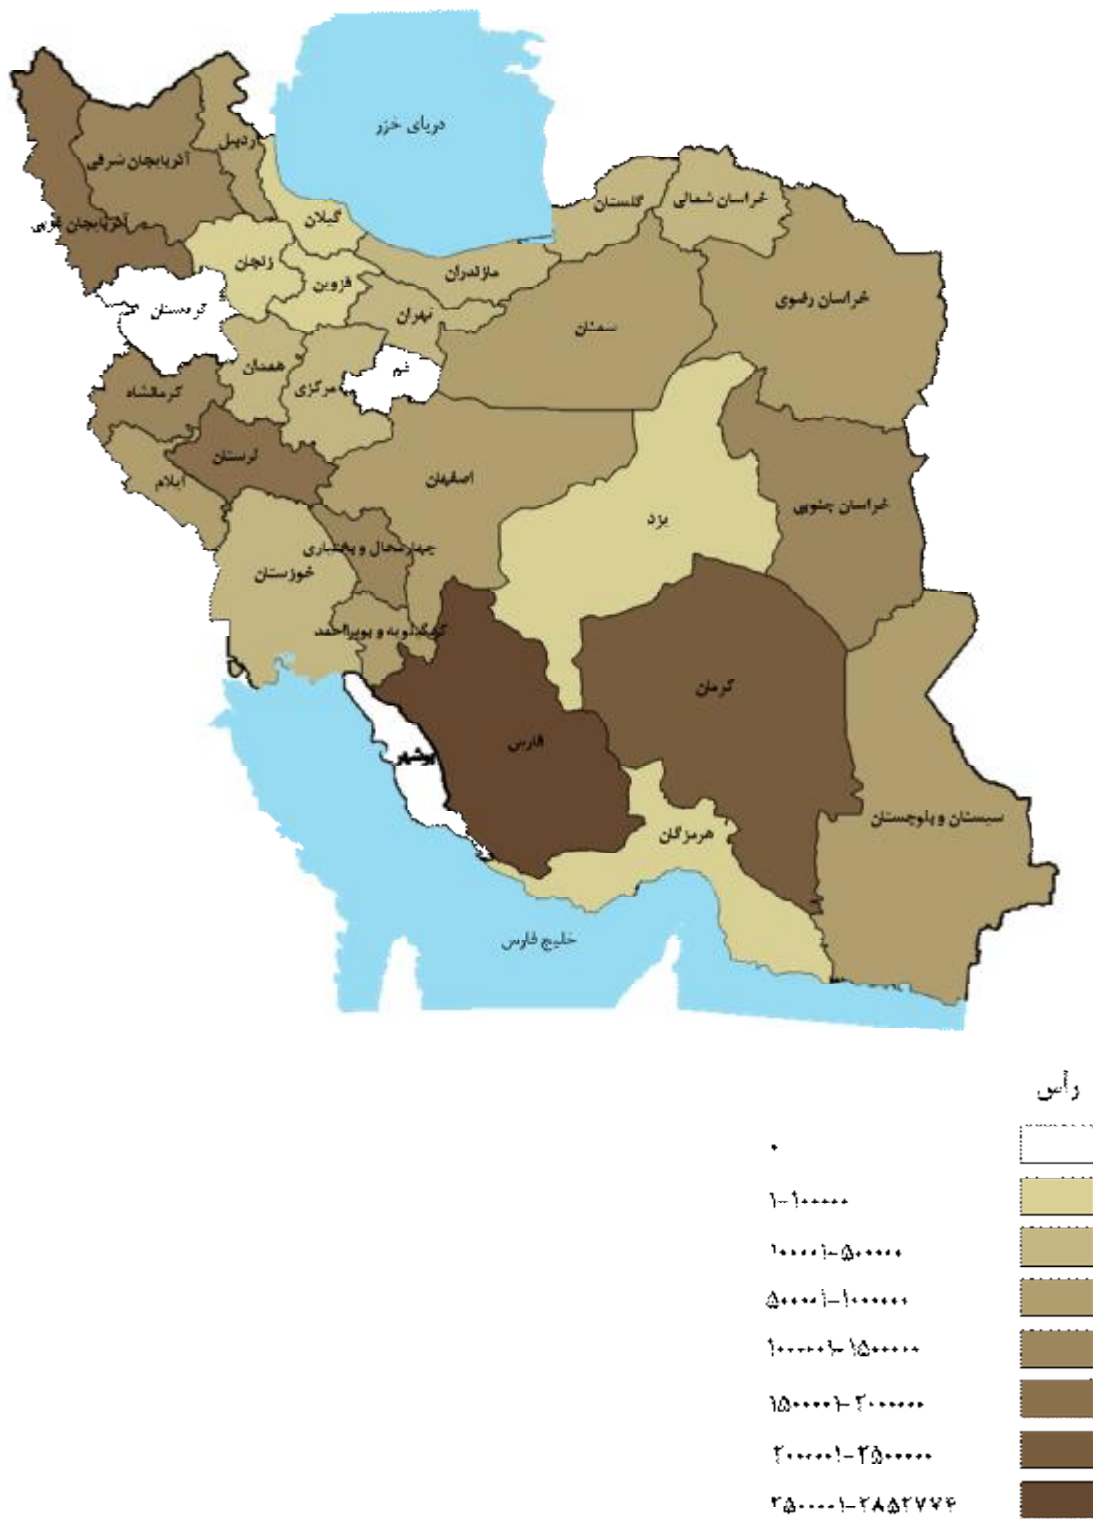 دریای خزر
اردبیل
آذربایجان شرقی
خراسان شمالی
گلستان
گیلان
آذربایجان غربی
زنجان
مازندران
قزوین
خراسان رضوی
کردستان
تهران
سمنان
همدان
قم
مرکزی
کرمانشاه
لرستان
ایلام
اصفهان
خراسان جنوبی
یزد
چهارمحال و بختیاری
خوزستان
کهگیلویه و بویراحمد
کرمان
فارس
بوشهر
سیستان و بلوچستان
هرمزگان
خلیج فارس
رأس
۰
۱-۱۰۰۰۰۰
۱۰۰۰۰۱-۵۰۰۰۰۰
۵۰۰۰۰۱-۱۰۰۰۰۰۰
۱۰۰۰۰۰۱-۱۵۰۰۰۰۰
۱۵۰۰۰۰۱-۲۰۰۰۰۰۰
۲۰۰۰۰۰۱-۲۵۰۰۰۰۰
۲۵۰۰۰۰۱-۲۸۵۲۷۷۴